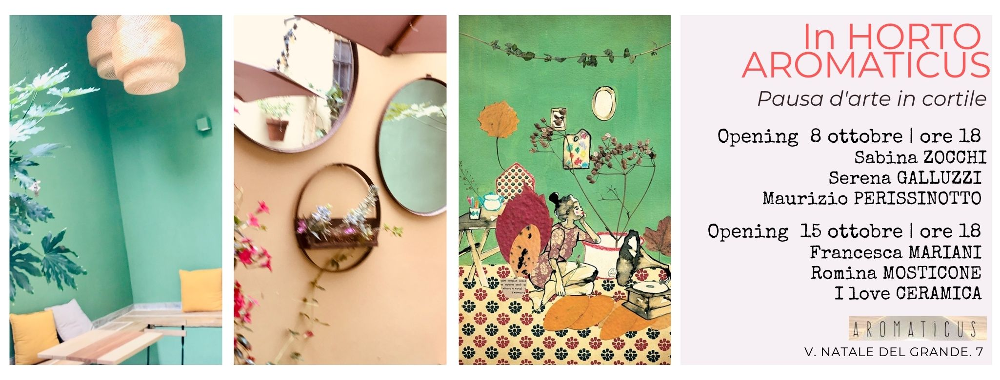 In HORTO
AROMATICUS
Pausa d'arte in cortile
Opening 8 ottobre | ore 18
Sabina ZOCCHI
Serena GALLUZZI
Maurizio PERISSINOTTO
Opening 15 ottobre | ore 18
Francesca MARIANI
Romina MOSTICONE
I love CERAMICA
AROMATiCUS
V. NATALE DEL GRANDE. 7